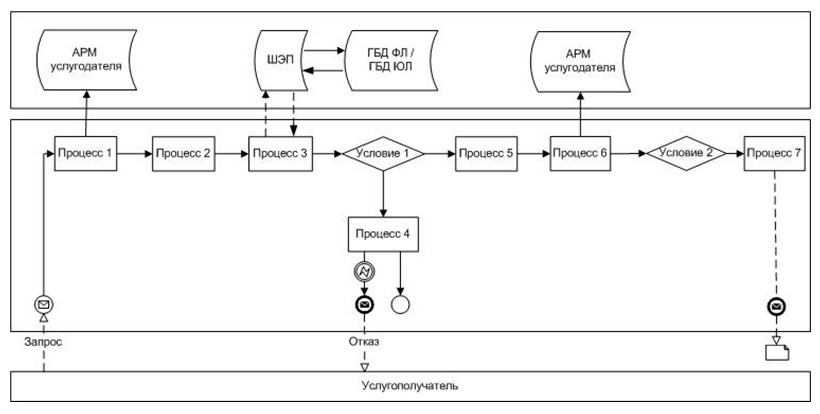 АРМ
услугодателя
ШЭП
ГБД ФЛ /
ГБД ЮЛ
АРМ
услугодателя
Процесс 1
Процесс 2
Процесс 3
Условие 1
Процесс 5
Процесс 6
Условие 2
Процесс 7
Процесс 4
Запрос
Отказ
Услугополучатель